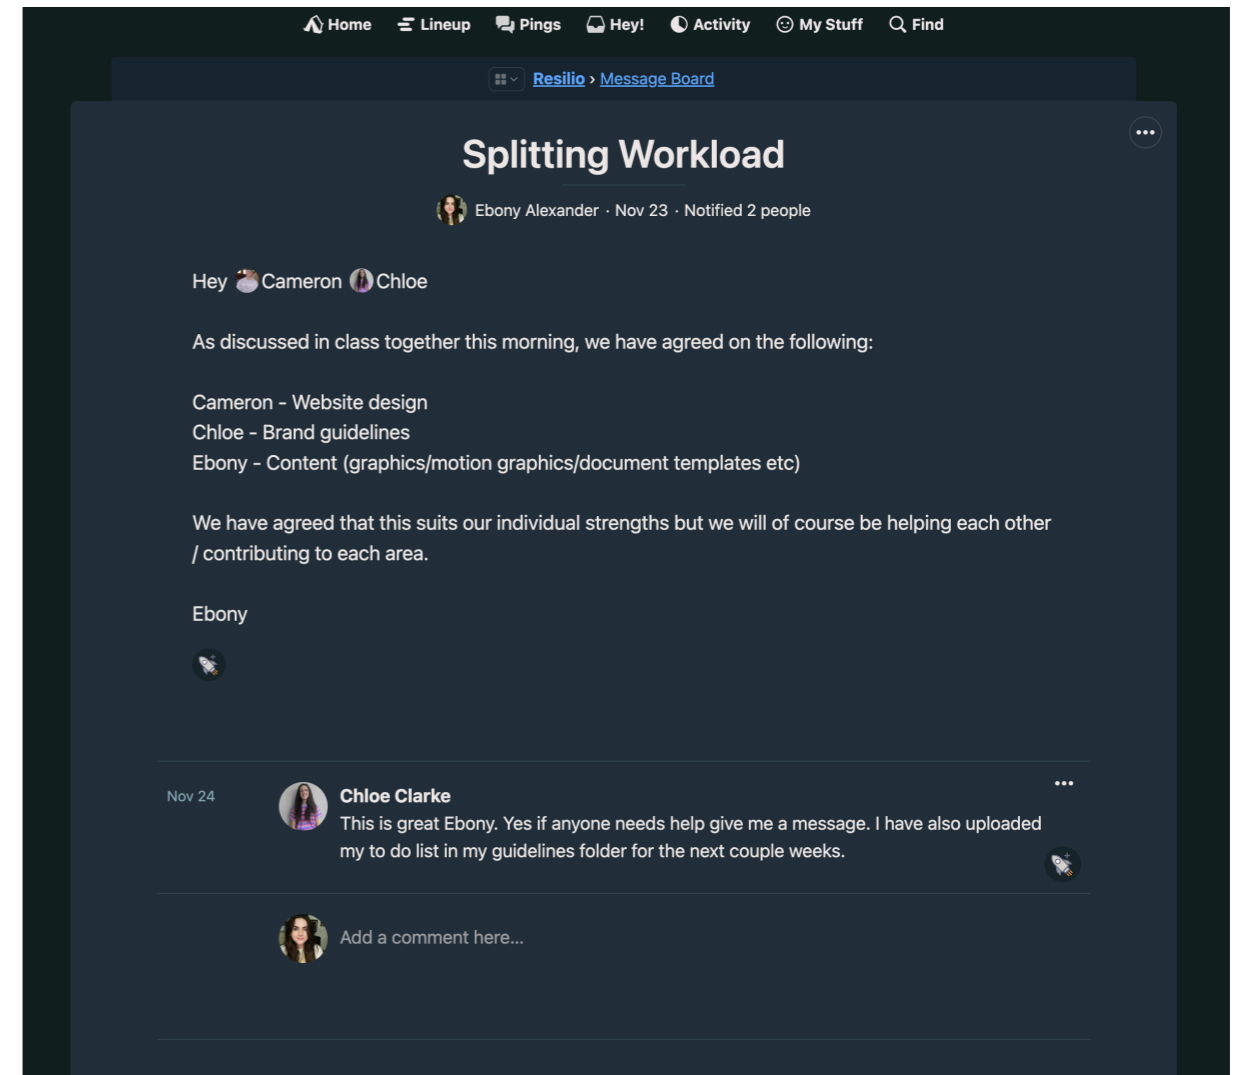 Home Lineup Pings Hey! Activity My Stuff Find
Resilio › Message Board
Splitting Workload
Ebony Alexander · Nov 23 · Notified 2 people
Hey Cameron Chloe
As discussed in class together this morning, we have agreed on the following:
Cameron - Website design
Chloe - Brand guidelines
Ebony - Content (graphics/motion graphics/document templates etc)
We have agreed that this suits our individual strengths but we will of course be helping each other
/ contributing to each area.
Ebony
Nov 24
Chloe Clarke
This is great Ebony. Yes if anyone needs help give me a message. I have also uploaded
my to do list in my guidelines folder for the next couple weeks.
Add a comment here...